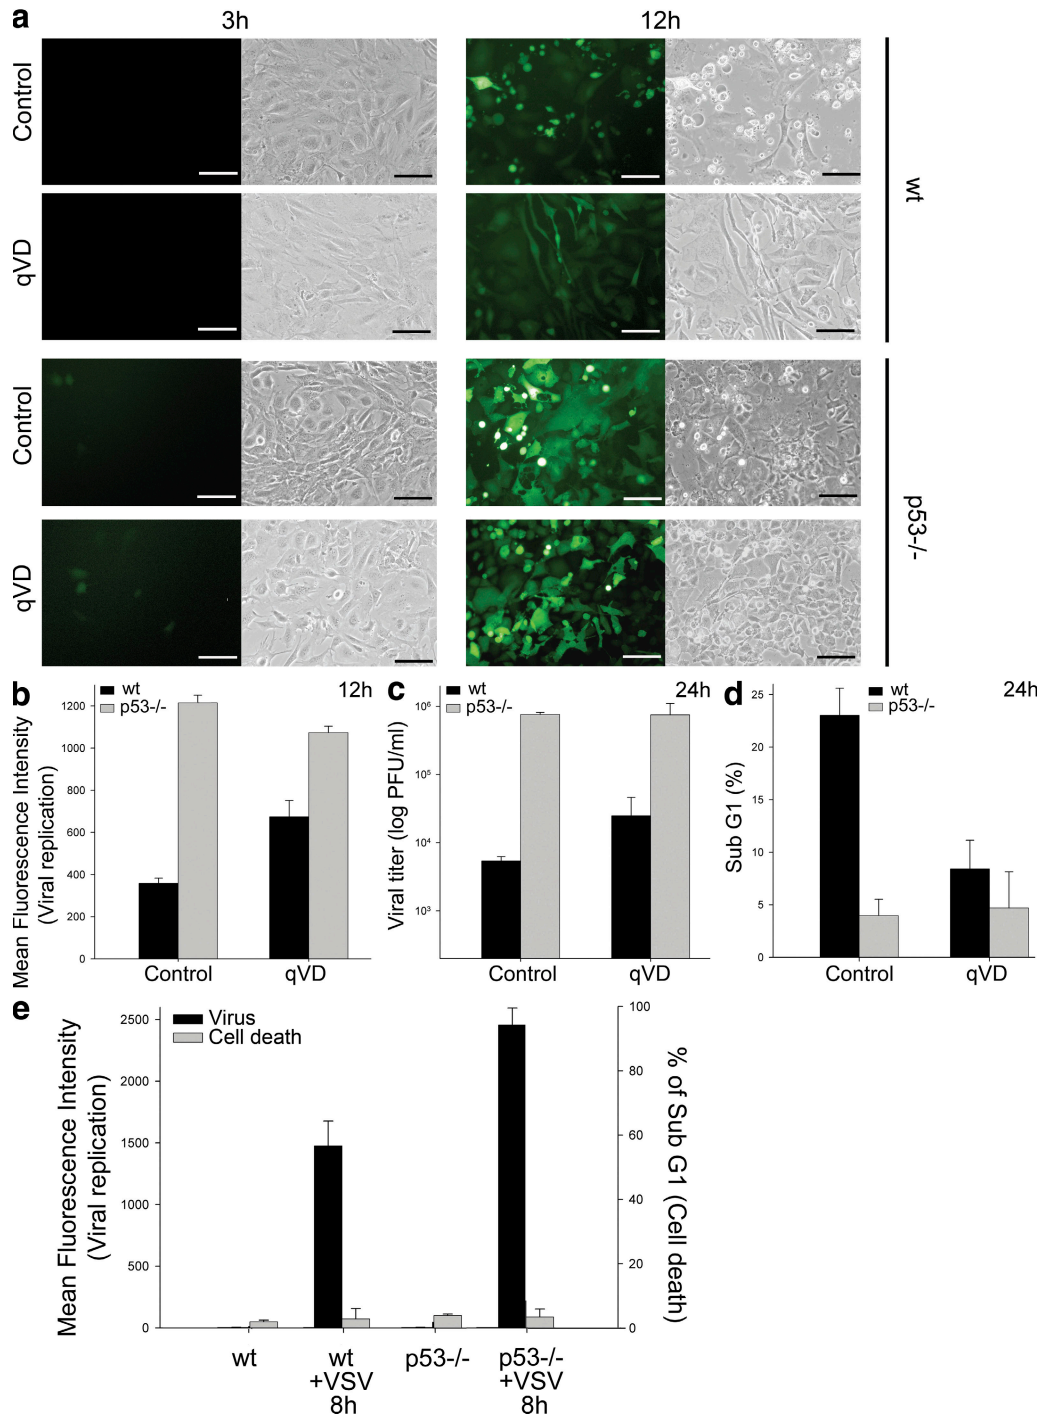 a
3h
12h
Control
qVD
wt
Control
qVD
p53-/-
b
wt
p53-/-
12h
Mean Fluorescence Intensity
(Viral replication)
1200
1000
800
600
400
200
0
Control
qVD
c
wt
p53-/-
24h
Viral titer (log PFU/ml)
10⁶
10⁵
10⁴
10³
Control
qVD
d
wt
p53-/-
24h
Sub G1 (%)
25
20
15
10
5
0
Control
qVD
e
Virus
Cell death
Mean Fluorescence Intensity
(Viral replication)
2500
2000
1500
1000
500
0
100
80
60
40
20
0
% of Sub G1 (Cell death)
wt
wt
+VSV
8h
p53-/-
p53-/-
+VSV
8h